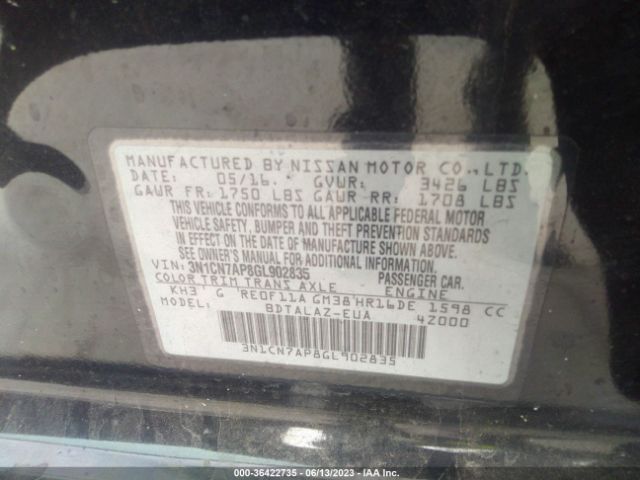 MANUFACTURED BY NISSAN MOTOR CO., LTD.
DATE: 05/16. GVWR: 3426 LBS
GAWR FR: 1750 LBS GAWR RR: 1708 LBS
THIS VEHICLE CONFORMS TO ALL APPLICABLE FEDERAL MOTOR
VEHICLE SAFETY, BUMPER AND THEFT PREVENTION STANDARDS
IN EFFECT ON THE DATE OF MANUFACTURE SHOWN ABOVE.
SEE OWNER'S MANUAL FOR ADDITIONAL INFORMATION.
VIN: 3N1CN7AP8GL902835 PASSENGER CAR.
COLOR TRIM TRANS AXLE ENGINE
KH3 G RE0F11A GM38 HR16DE 1598 CC
MODEL: BDTALAZ-EUA 4Z000
3N1CN7AP8GL902835
000-36422735 - 06/13/2023 - IAA Inc.